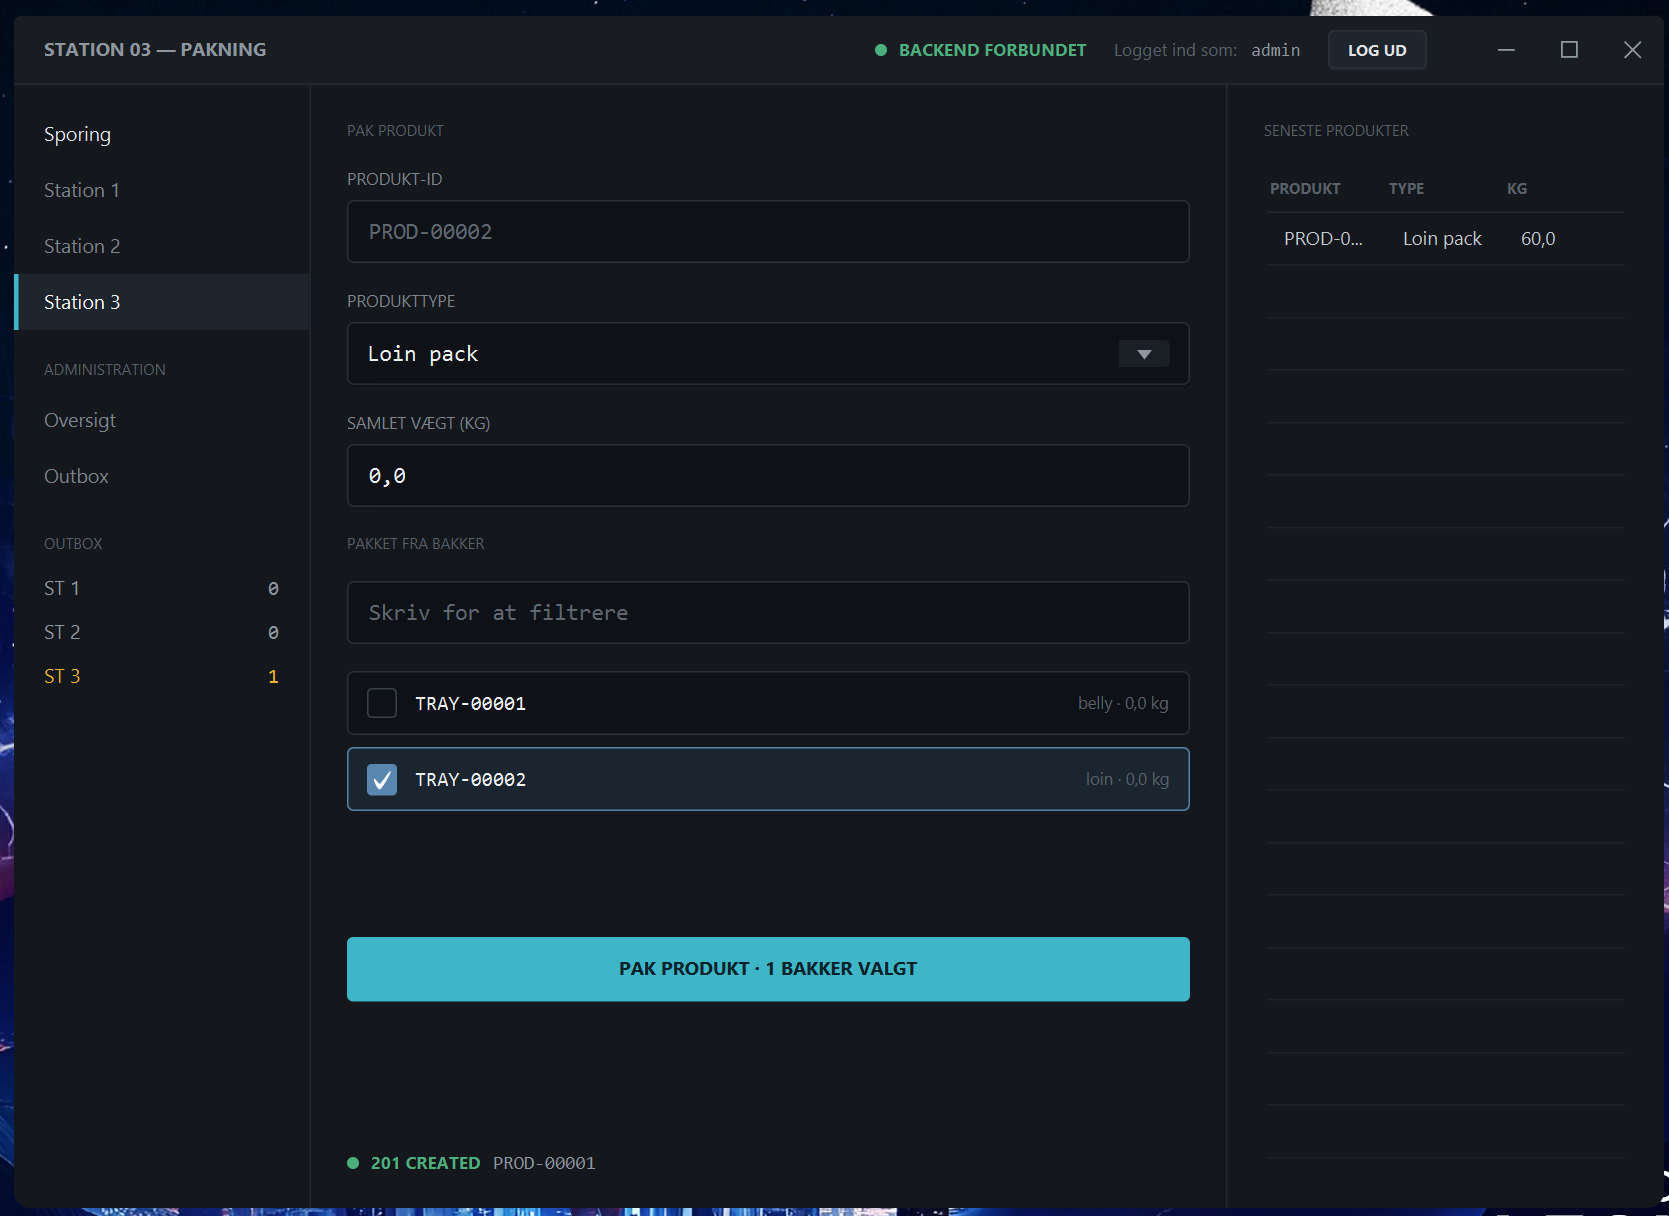 STATION 03 — PAKNING
BACKEND FORBUNDET
Logget ind som: admin
LOG UD
Sporing
Station 1
Station 2
Station 3
ADMINISTRATION
Oversigt
Outbox
OUTBOX
ST 1 0
ST 2 0
ST 3 1
PAK PRODUKT
PRODUKT-ID
PROD-00002
PRODUKTTYPE
Loin pack
SAMLET VÆGT (KG)
0,0
PAKKET FRA BAKKER
Skriv for at filtrere
TRAY-00001 belly · 0,0 kg
TRAY-00002 loin · 0,0 kg
PAK PRODUKT · 1 BAKKER VALGT
201 CREATED PROD-00001
SENESTE PRODUKTER
PRODUKT TYPE KG
PROD-0... Loin pack 60,0